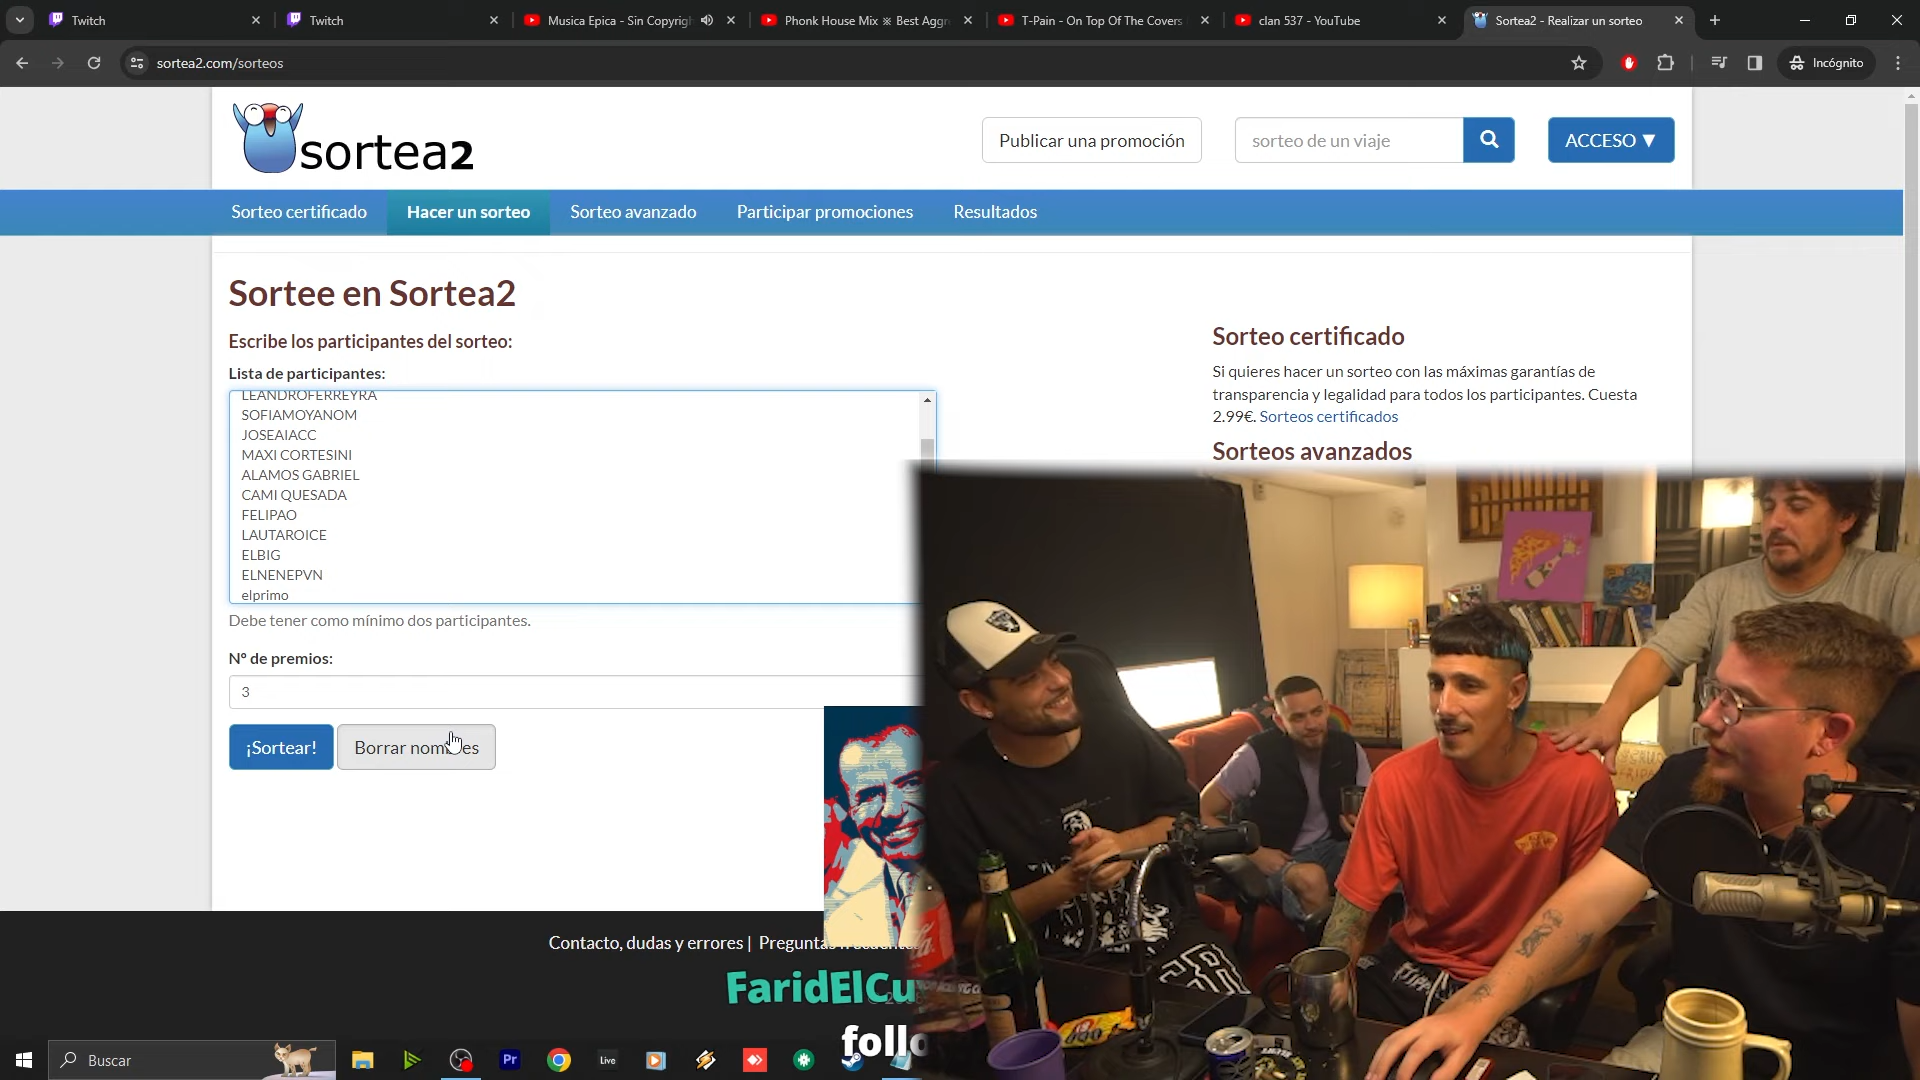 Twitch
Twitch
Musica Epica - Sin Copyrig
Phonk House Mix ※ Best Aggr
T-Pain - On Top Of The Covers
clan 537 - YouTube
Sortea2 - Realizar un sorteo
sortea2.com/sorteos
Incógnito
sortea2
Publicar una promoción
sorteo de un viaje
ACCESO ▼
Sorteo certificado
Hacer un sorteo
Sorteo avanzado
Participar promociones
Resultados
Sortee en Sortea2
Escribe los participantes del sorteo:
Lista de participantes:
LEANDROFERREYRA
SOFIAMOYANOM
JOSEAIACC
MAXI CORTESINI
ALAMOS GABRIEL
CAMI QUESADA
FELIPAO
LAUTAROICE
ELBIG
ELNENEPVN
elprimo
Debe tener como mínimo dos participantes.
Nº de premios:
3
¡Sortear!
Borrar nombres
Sorteo certificado
Si quieres hacer un sorteo con las máximas garantías de
transparencia y legalidad para todos los participantes. Cuesta
2.99€. Sorteos certificados
Sorteos avanzados
Contacto, dudas y errores |
Preguntas frecuentes
FaridElCu
follo
Buscar
Pr
Live